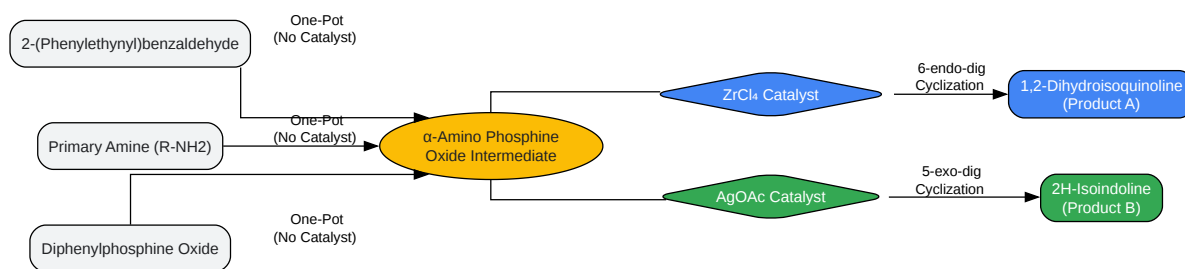 One-Pot
(No Catalyst)
2-(Phenylethynyl)benzaldehyde
6-endo-dig
Cyclization
ZrCl₄ Catalyst
1,2-Dihydroisoquinoline
(Product A)
One-Pot
(No Catalyst)
Primary Amine (R-NH2)
α-Amino Phosphine
Oxide Intermediate
5-exo-dig
Cyclization
AgOAc Catalyst
2H-Isoindoline
(Product B)
One-Pot
(No Catalyst)
Diphenylphosphine Oxide